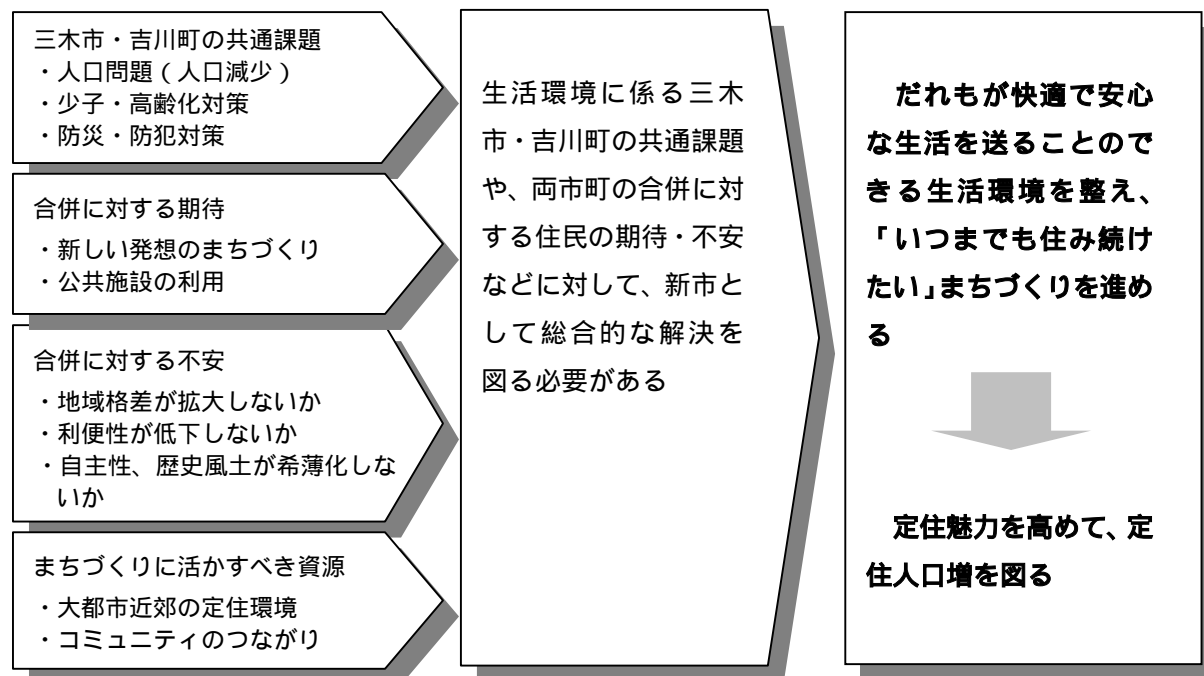 三木市・吉川町の共通課題
・人口問題（人口減少）
・少子・高齢化対策
・防災・防犯対策
合併に対する期待
・新しい発想のまちづくり
・公共施設の利用
合併に対する不安
・地域格差が拡大しないか
・利便性が低下しないか
・自主性、歴史風土が希薄化しな
いか
まちづくりに活かすべき資源
・大都市近郊の定住環境
・コミュニティのつながり
生活環境に係る三木
市・吉川町の共通課題
や、両市町の合併に対
する住民の期待・不安
などに対して、新市と
して総合的な解決を
図る必要がある
だれもが快適で安心
な生活を送ることので
きる生活環境を整え、
「いつまでも住み続け
たい」まちづくりを進め
る
定住魅力を高めて、定
住人口増を図る